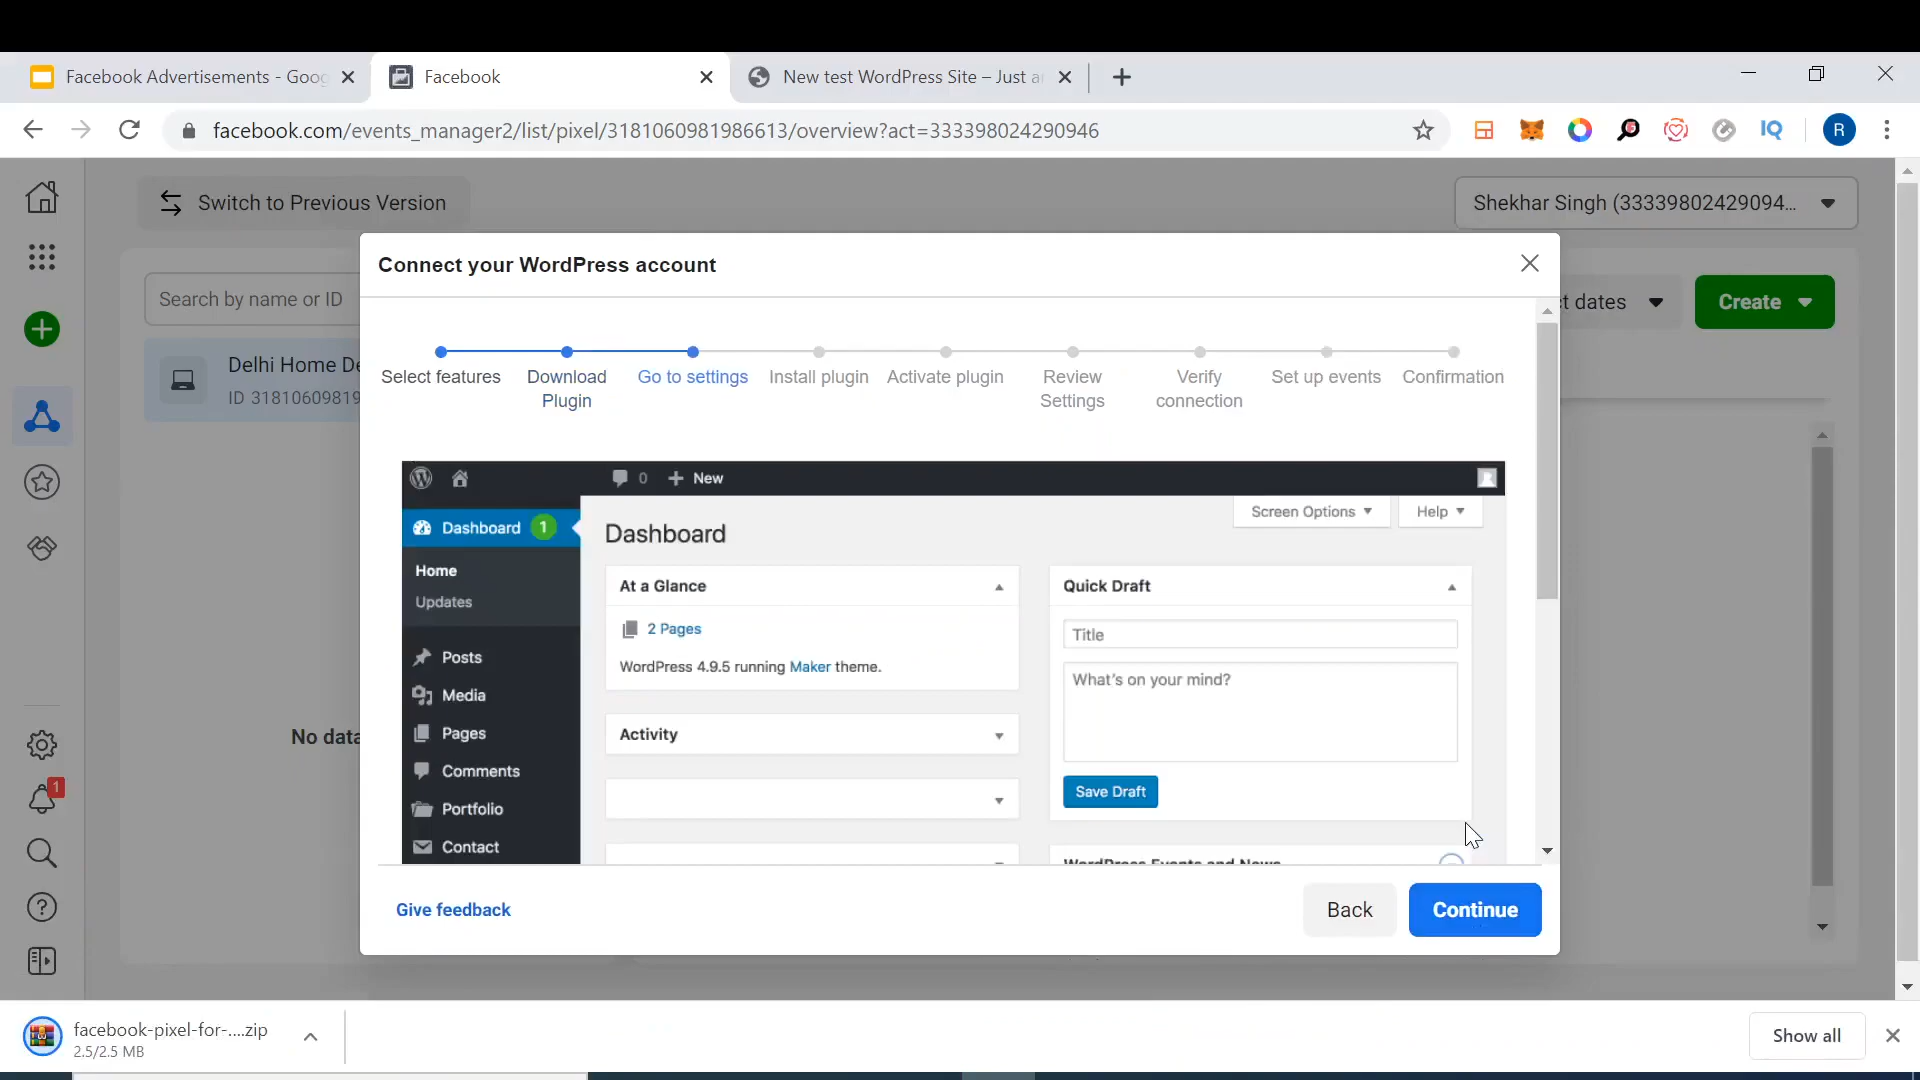 Facebook Advertisements - Goog
Facebook
New test WordPress Site – Just a
facebook.com/events_manager2/list/pixel/3181060981986613/overview?act=333398024290946
IQ
R
Switch to Previous Version
Shekhar Singh (33339802429094...
Connect your WordPress account
Search by name or ID
t dates
Create
Delhi Home De
ID 3181060981 9
Select features
Download Plugin
Go to settings
Install plugin
Activate plugin
Review Settings
Verify connection
Set up events
Confirmation
0
New
Screen Options
Help
Dashboard 1
Dashboard
Home
Updates
At a Glance
Quick Draft
2 Pages
Title
WordPress 4.9.5 running Maker theme.
What's on your mind?
Posts
Media
Pages
Activity
Comments
Save Draft
Portfolio
Contact
WordPress Events and News
No data
1
Give feedback
Back
Continue
facebook-pixel-for-....zip
2.5/2.5 MB
Show all